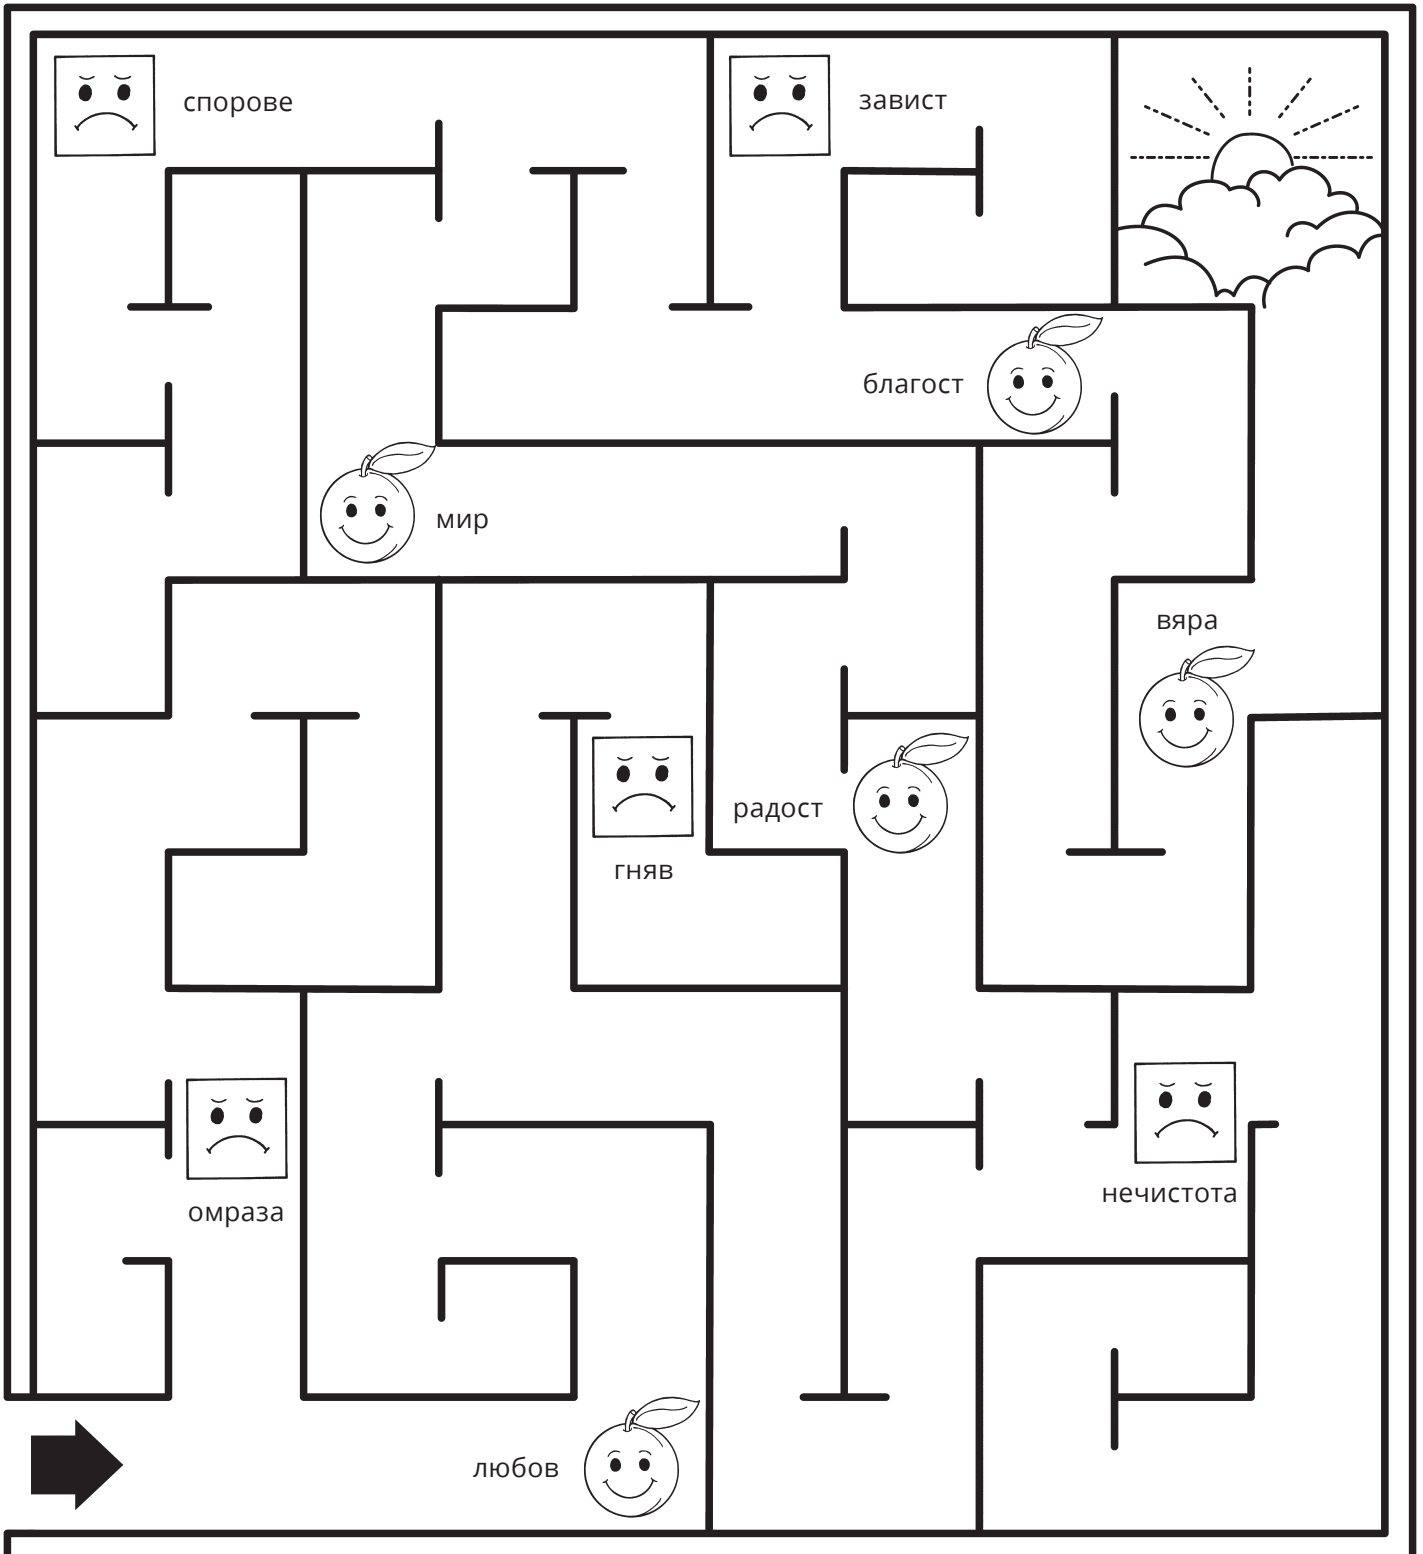 спорове
завист
благост
мир
вяра
радост
гняв
омраза
нечистота
любов